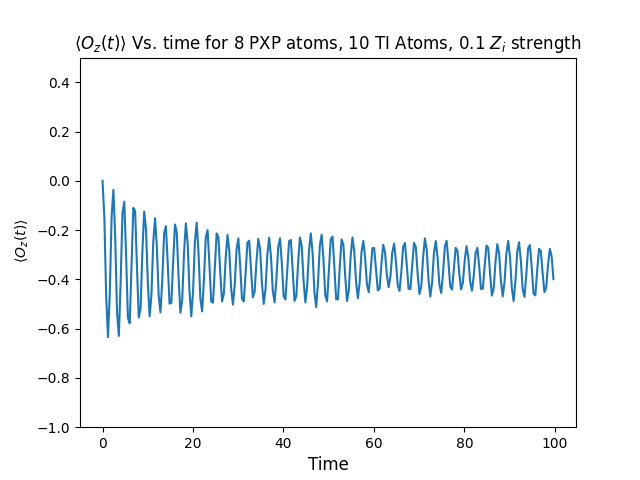 ⟨O_z(t)⟩ Vs. time for 8 PXP atoms, 10 TI Atoms, 0.1 Z_i strength
0.4
0.2
0.0
−0.2
−0.4
−0.6
−0.8
−1.0
⟨O_z(t)⟩
0 20 40 60 80 100
Time